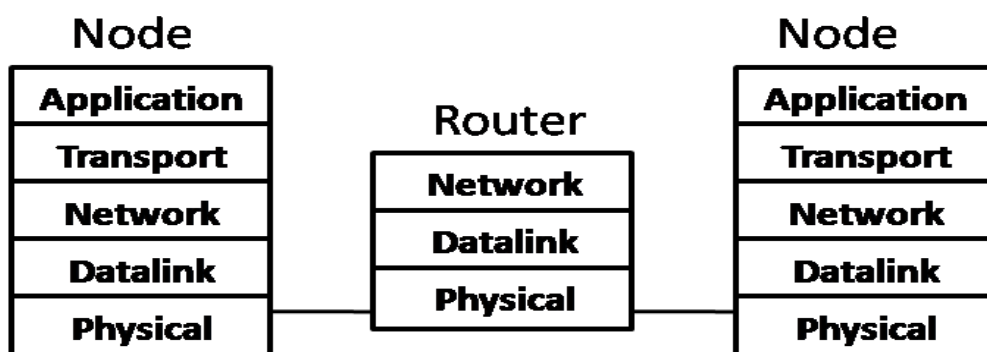 Node
Application
Transport
Network
Datalink
Physical
Router
Network
Datalink
Physical
Node
Application
Transport
Network
Datalink
Physical